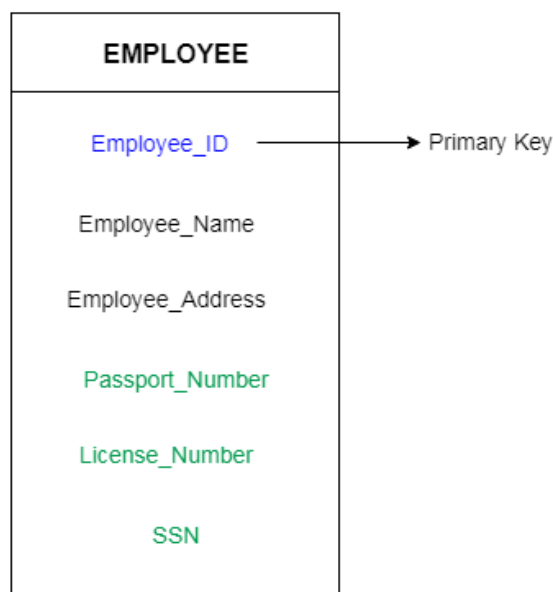 EMPLOYEE
Employee_ID
Primary Key
Employee_Name
Employee_Address
Passport_Number
License_Number
SSN